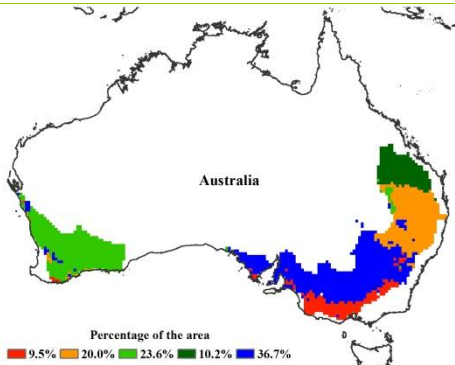 Australia
Percentage of the area
9.5% 20.0% 23.6% 10.2% 36.7%